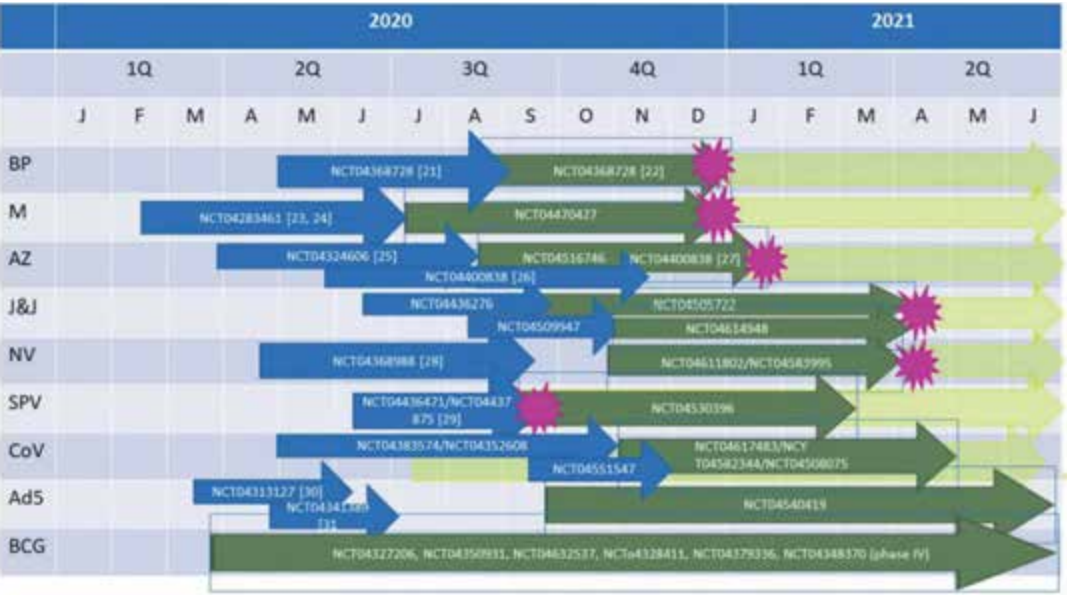 2020 2021
1Q 2Q 3Q 4Q 1Q 2Q
J F M A M J J A S O N D J F M A M J
BP NCT04368728 [21] NCT04368728 [22]
M NCT04283461 [23, 24] NCT04470427
AZ NCT04324606 [25] NCT04516746 NCT04400838 [27]
NCT04400838 [26]
J&J NCT04436276 NCT04505722
NCT04509947 NCT04614948
NV NCT04368988 [28] NCT04611802/NCT04583995
SPV NCT04436471/NCT04437 NCT04530396
875 [29]
CoV NCT04383574/NCT04352608 NCT04617483/NCY
NCT04551547 T04582344/NCT04508075
Ad5 NCT04313127 [30] NCT04540419
NCT04341389
[31
BCG NCT04327206, NCT04350931, NCT04632537, NCTo4328411, NCT04379336, NCT04348370 (phase IV)